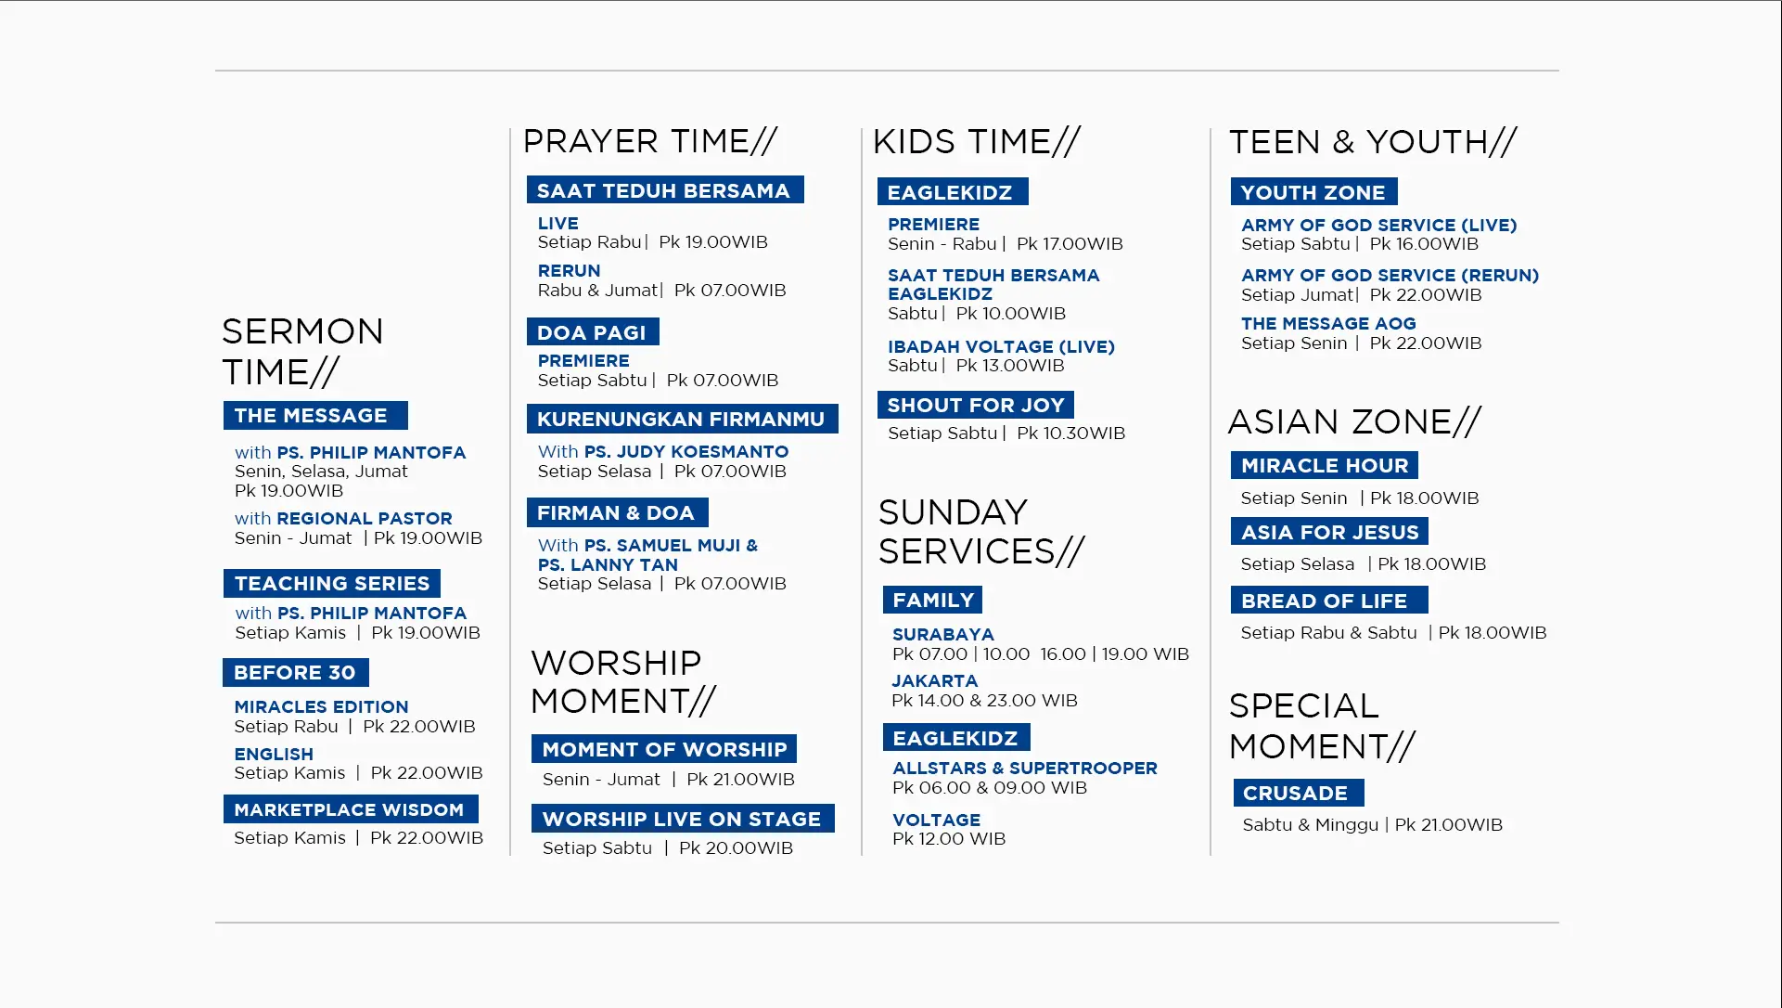 SERMON
TIME//
THE MESSAGE
with PS. PHILIP MANTOFA
Senin, Selasa, Jumat
Pk 19.00WIB
with REGIONAL PASTOR
Senin - Jumat | Pk 19.00WIB
TEACHING SERIES
with PS. PHILIP MANTOFA
Setiap Kamis | Pk 19.00WIB
BEFORE 30
MIRACLES EDITION
Setiap Rabu | Pk 22.00WIB
ENGLISH
Setiap Kamis | Pk 22.00WIB
MARKETPLACE WISDOM
Setiap Kamis | Pk 22.00WIB
PRAYER TIME//
SAAT TEDUH BERSAMA
LIVE
Setiap Rabu| Pk 19.00WIB
RERUN
Rabu & Jumat| Pk 07.00WIB
DOA PAGI
PREMIERE
Setiap Sabtu| Pk 07.00WIB
KURENUNGKAN FIRMANMU
With PS. JUDY KOESMANTO
Setiap Selasa | Pk 07.00WIB
FIRMAN & DOA
With PS. SAMUEL MUJI &
PS. LANNY TAN
Setiap Selasa | Pk 07.00WIB
WORSHIP
MOMENT//
MOMENT OF WORSHIP
Senin - Jumat | Pk 21.00WIB
WORSHIP LIVE ON STAGE
Setiap Sabtu | Pk 20.00WIB
KIDS TIME//
EAGLEKIDZ
PREMIERE
Senin - Rabu| Pk 17.00WIB
SAAT TEDUH BERSAMA
EAGLEKIDZ
Sabtu| Pk 10.00WIB
IBADAH VOLTAGE (LIVE)
Sabtu| Pk 13.00WIB
SHOUT FOR JOY
Setiap Sabtu| Pk 10.30WIB
SUNDAY
SERVICES//
FAMILY
SURABAYA
Pk 07.00 | 10.00 16.00 | 19.00 WIB
JAKARTA
Pk 14.00 & 23.00 WIB
EAGLEKIDZ
ALLSTARS & SUPERTROOPER
Pk 06.00 & 09.00 WIB
VOLTAGE
Pk 12.00 WIB
TEEN & YOUTH//
YOUTH ZONE
ARMY OF GOD SERVICE (LIVE)
Setiap Sabtu| Pk 16.00WIB
ARMY OF GOD SERVICE (RERUN)
Setiap Jumat| Pk 22.00WIB
THE MESSAGE AOG
Setiap Senin | Pk 22.00WIB
ASIAN ZONE//
MIRACLE HOUR
Setiap Senin | Pk 18.00WIB
ASIA FOR JESUS
Setiap Selasa | Pk 18.00WIB
BREAD OF LIFE
Setiap Rabu & Sabtu | Pk 18.00WIB
SPECIAL
MOMENT//
CRUSADE
Sabtu & Minggu | Pk 21.00WIB